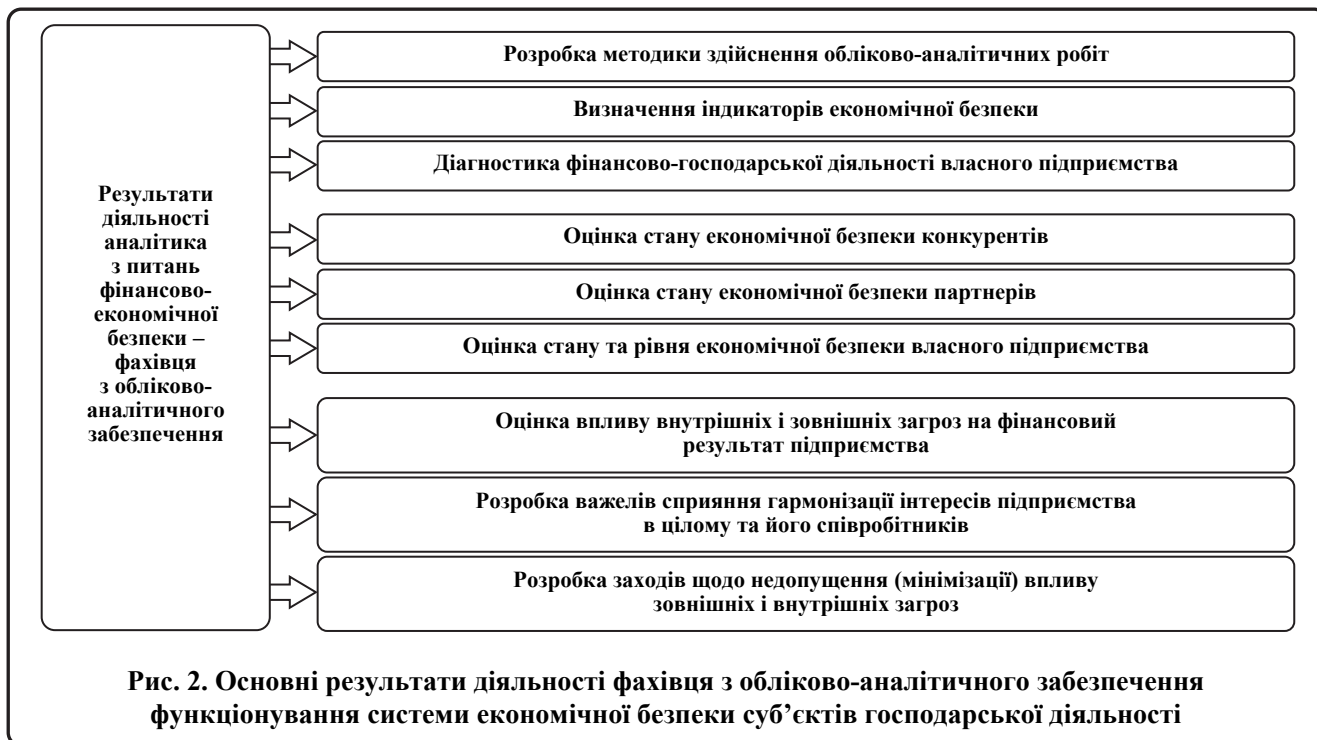 Результати
діяльності
аналітика
з питань
фінансово-
економічної
безпеки –
фахівця
з обліково-
аналітичного
забезпечення
Розробка методики здійснення обліково-аналітичних робіт
Визначення індикаторів економічної безпеки
Діагностика фінансово-господарської діяльності власного підприємства
Оцінка стану економічної безпеки конкурентів
Оцінка стану економічної безпеки партнерів
Оцінка стану та рівня економічної безпеки власного підприємства
Оцінка впливу внутрішніх і зовнішніх загроз на фінансовий
результат підприємства
Розробка важелів сприяння гармонізації інтересів підприємства
в цілому та його співробітників
Розробка заходів щодо недопущення (мінімізації) впливу
зовнішніх і внутрішніх загроз
Рис. 2. Основні результати діяльності фахівця з обліково-аналітичного забезпечення
функціонування системи економічної безпеки суб’єктів господарської діяльності